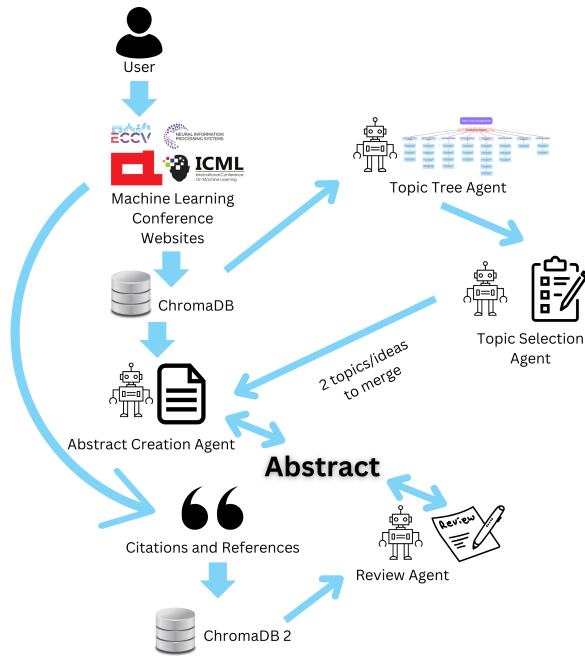 User
ECCV
NEURAL INFORMATION
PROCESSING SYSTEMS
ICML
International Conference
On Machine Learning
Machine Learning
Conference
Websites
Topic Tree Agent
ChromaDB
Topic Selection
Agent
2 topics/ideas
to merge
Abstract Creation Agent
Abstract
Review
Citations and References
Review Agent
ChromaDB 2